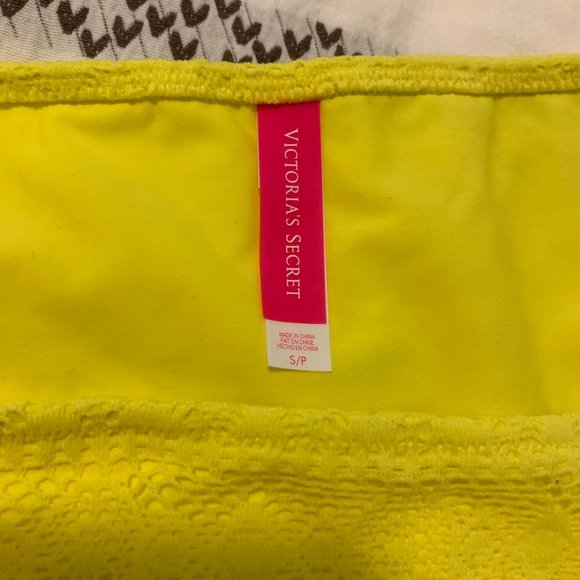 VICTORIA'S SECRET
MADE IN CHINA
FAIT EN CHINE
HECHO EN CHINA
S/P